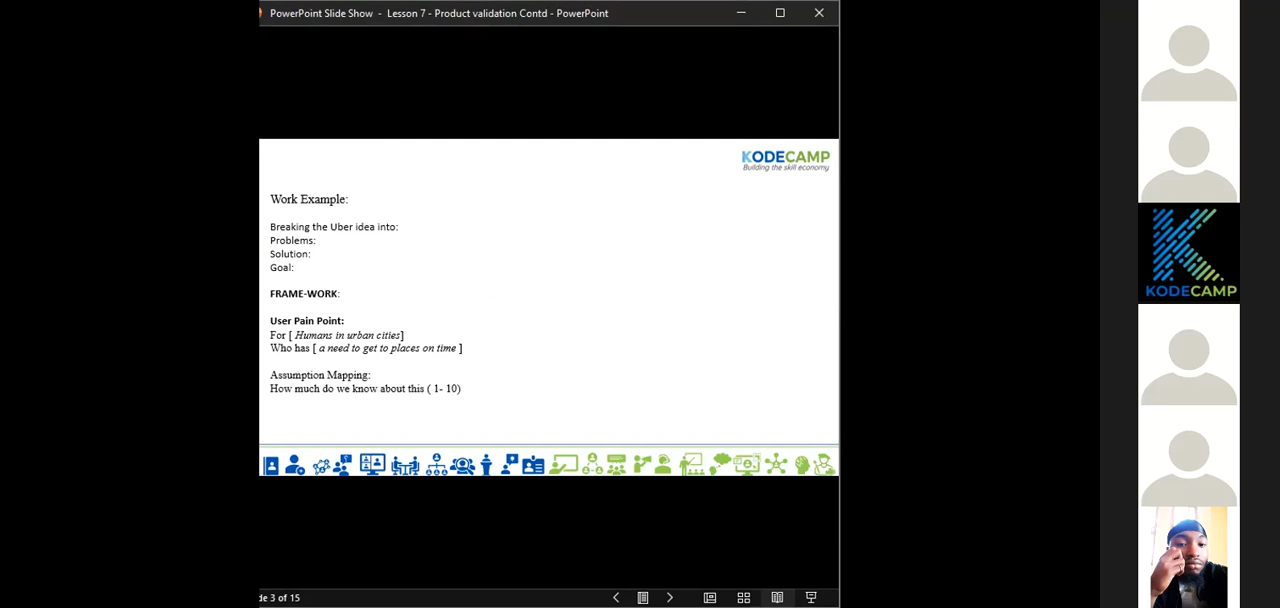 PowerPoint Slide Show - Lesson 7 - Product validation Contd - PowerPoint
KODECAMP
Building the skill economy
Work Example:
Breaking the Uber idea into:
Problems:
Solution:
Goal:
FRAME-WORK:
User Pain Point:
For [ Humans in urban cities]
Who has [ a need to get to places on time ]
Assumption Mapping:
How much do we know about this ( 1- 10)
de 3 of 15
K
KODECAMP